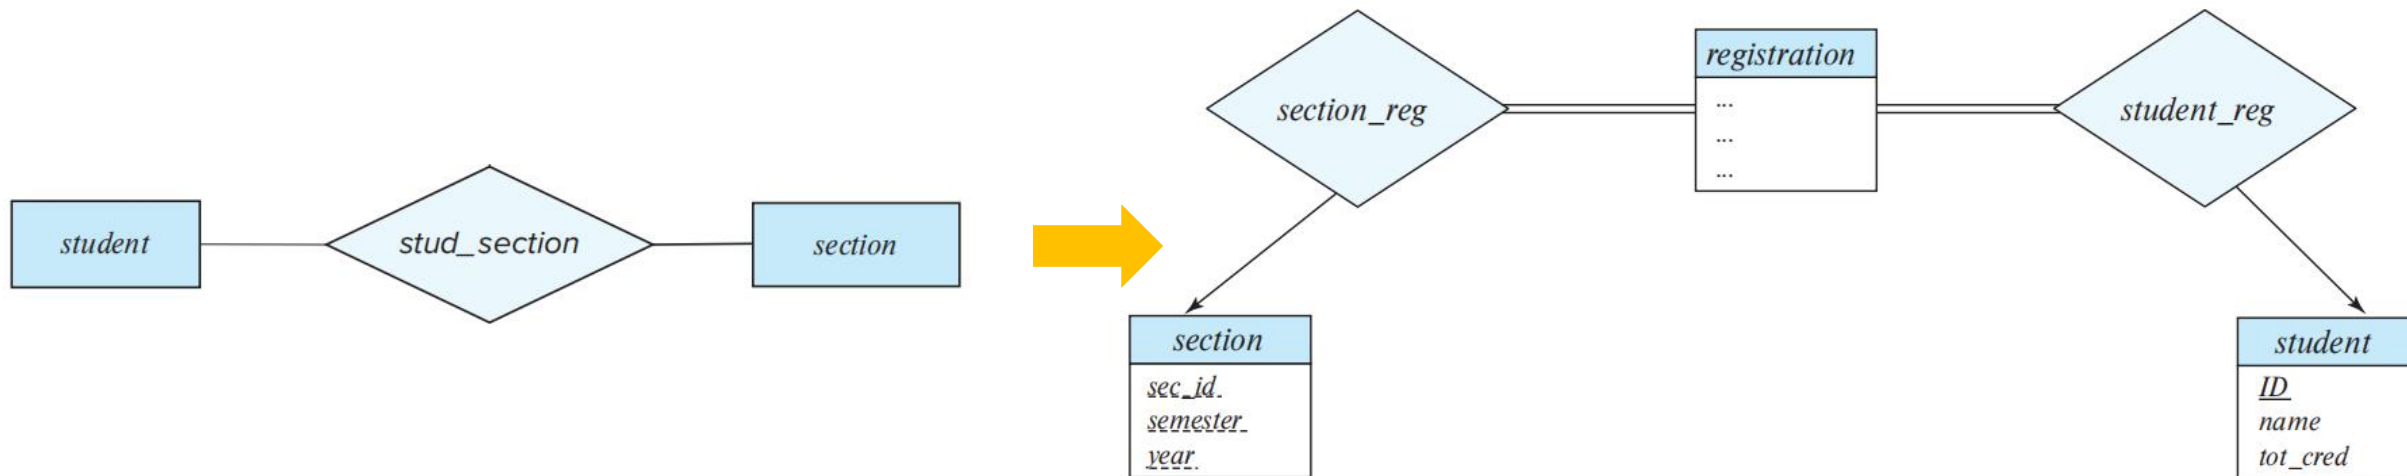 student
stud_section
section
section_reg
registration
...
...
...
student_reg
section
sec_id
semester
year
student
ID
name
tot_cred